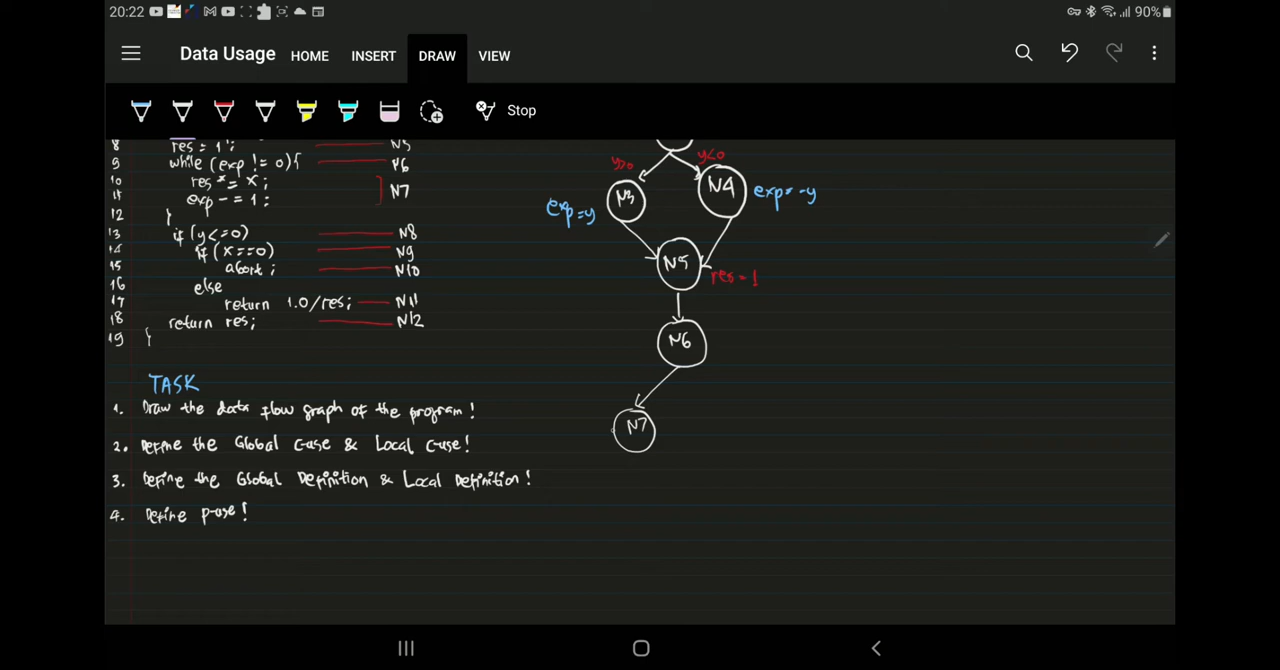 20:22 90%
Data Usage HOME INSERT DRAW VIEW
Stop
8 res = 1; N5
9 while (exp != 0){ N6
10 res *= x; N7
11 exp -= 1;
12 }
13 if (y<=0) N8
14 if (x==0) N9
15 abort; N10
16 else
17 return 1.0/res; N11
18 return res; N12
19 }
y>0 y<0
exp=y N3 N4 exp= -y
N5 res = 1
N6
N7
TASK
1. Draw the data flow graph of the program!
2. Define the Global Cuse & Local Cuse!
3. Define the Global Definition & Local Definition!
4. Define p-use!